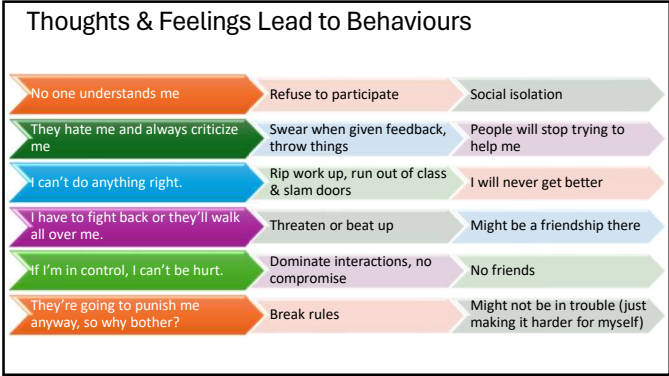 Thoughts & Feelings Lead to Behaviours
No one understands me
Refuse to participate
Social isolation
They hate me and always criticize
me
Swear when given feedback,
throw things
People will stop trying to
help me
I can't do anything right.
Rip work up, run out of class
& slam doors
I will never get better
I have to fight back or they'll walk
all over me.
Threaten or beat up
Might be a friendship there
If I'm in control, I can't be hurt.
Dominate interactions, no
compromise
No friends
They're going to punish me
anyway, so why bother?
Break rules
Might not be in trouble (just
making it harder for myself)